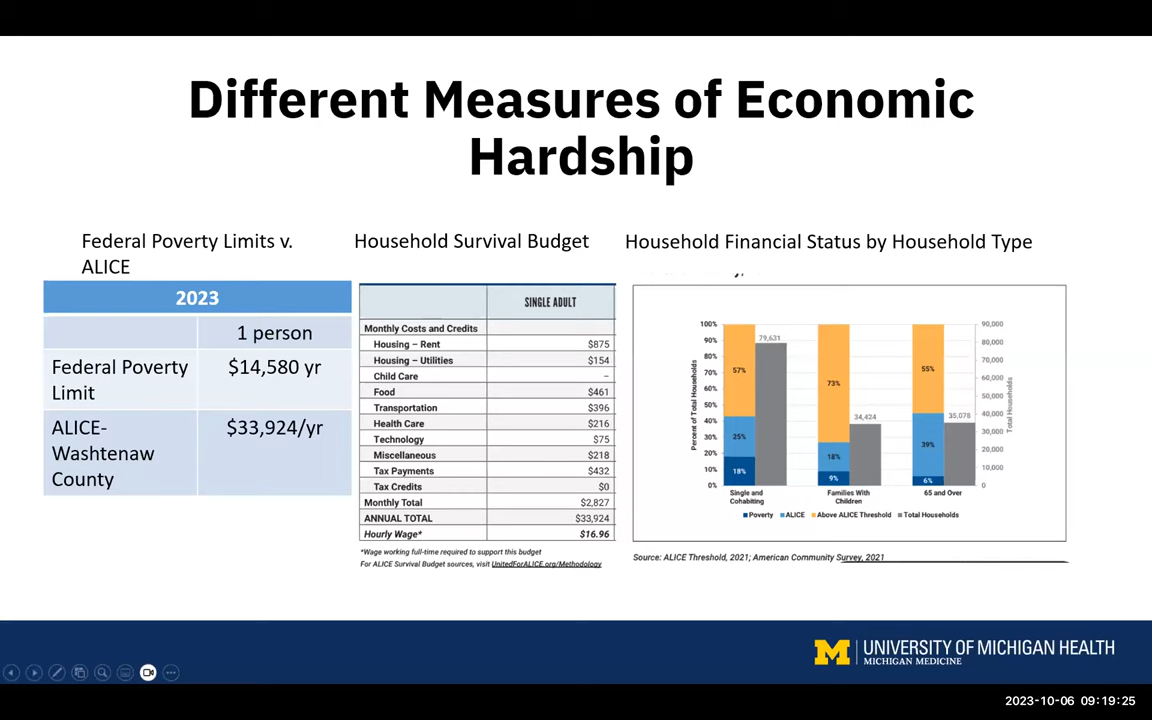 Different Measures of Economic
Hardship
Federal Poverty Limits v.
ALICE
2023
1 person
Federal Poverty
Limit
$14,580 yr
ALICE-
Washtenaw
County
$33,924/yr
Household Survival Budget
SINGLE ADULT
Monthly Costs and Credits
Housing – Rent $875
Housing – Utilities $154
Child Care –
Food $461
Transportation $396
Health Care $216
Technology $75
Miscellaneous $218
Tax Payments $432
Tax Credits $0
Monthly Total $2,827
ANNUAL TOTAL $33,924
Hourly Wage* $16.96
*Wage working full-time required to support this budget
For ALICE Survival Budget sources, visit UnitedForALICE.org/Methodology
Household Financial Status by Household Type
100% 90,000
90% 80,000
80% 70,000
70% 60,000
60% 50,000
50% 40,000
40% 30,000
30% 20,000
20% 10,000
10% 0
0%
Percent of Total Households
Total Households
79,631
57%
25%
18%
34,424
73%
18%
9%
35,078
55%
39%
6%
Single and
Cohabiting
Families With
Children
65 and Over
Poverty ALICE Above ALICE Threshold Total Households
Source: ALICE Threshold, 2021; American Community Survey, 2021
M UNIVERSITY OF MICHIGAN HEALTH
MICHIGAN MEDICINE
2023-10-06 09:19:25